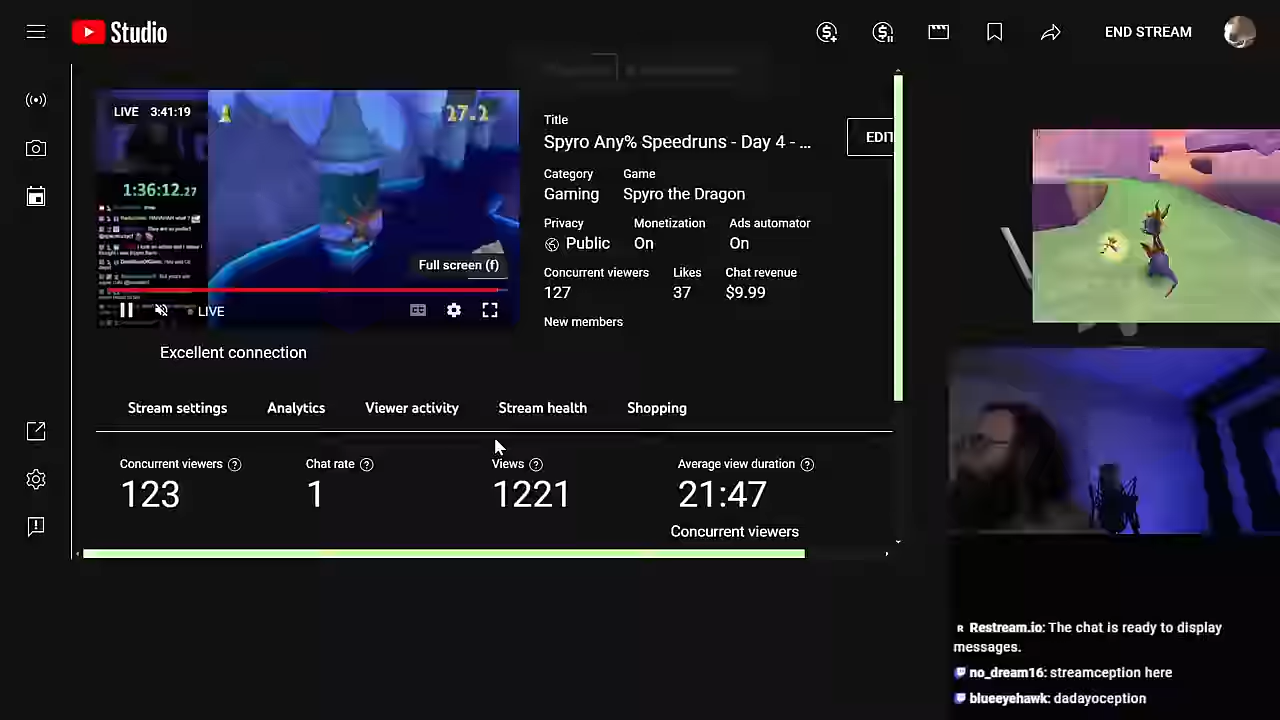 Studio
END STREAM
LIVE 3:41:19
27.2
1:36:12.27
Full screen (f)
LIVE
Excellent connection
Title
Spyro Any% Speedruns - Day 4 - ...
EDIT
Category Game
Gaming Spyro the Dragon
Privacy Monetization Ads automator
Public On On
Concurrent viewers Likes Chat revenue
127 37 $9.99
New members
Stream settings Analytics Viewer activity Stream health Shopping
Concurrent viewers Chat rate Views Average view duration
123 1 1221 21:47
Concurrent viewers
Restream.io: The chat is ready to display
messages.
no_dream16: streamception here
blueeyehawk: dadayoception